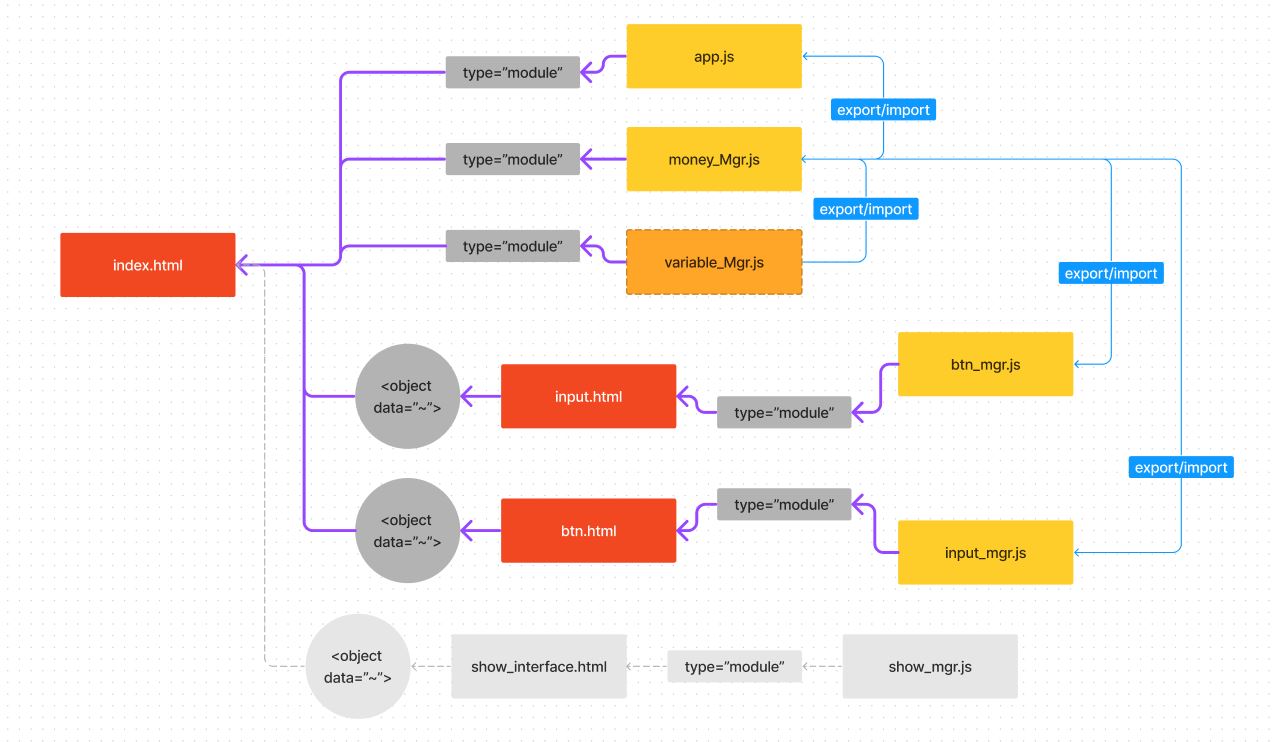 app.js
type="module"
export/import
type="module"
money_Mgr.js
export/import
type="module"
variable_Mgr.js
index.html
export/import
btn_mgr.js
<object
data="~">
input.html
type="module"
export/import
type="module"
<object
data="~">
btn.html
input_mgr.js
<object
data="~">
show_interface.html
type="module"
show_mgr.js